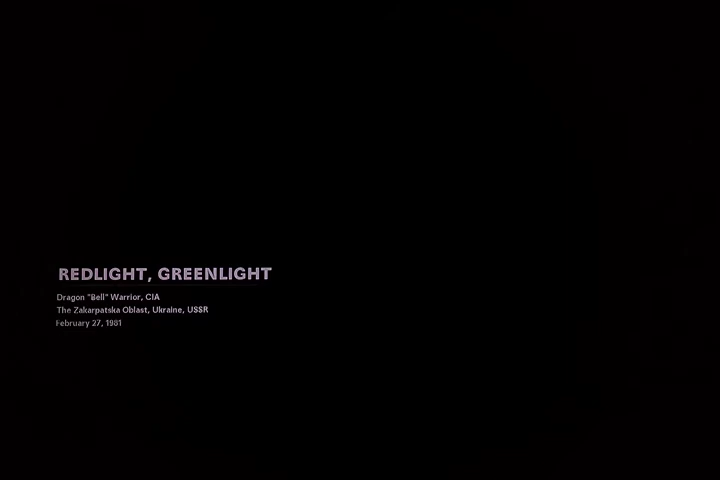 REDLIGHT, GREENLIGHT
Dragon "Bell" Warrior, CIA
The Zakarpatska Oblast, Ukraine, USSR
February 27, 1981